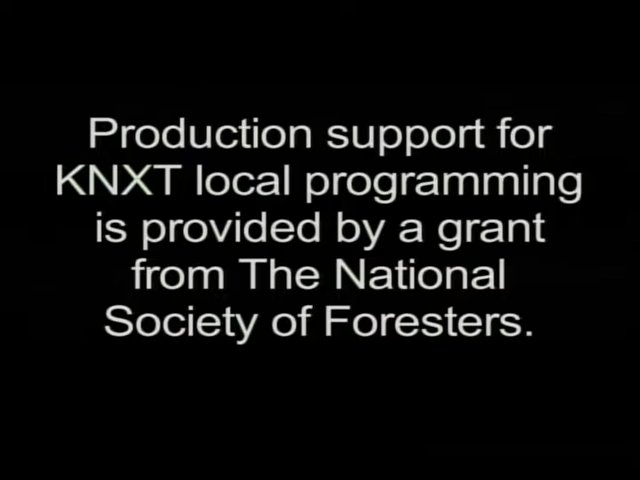 Production support for
KNXT local programming
is provided by a grant
from The National
Society of Foresters.